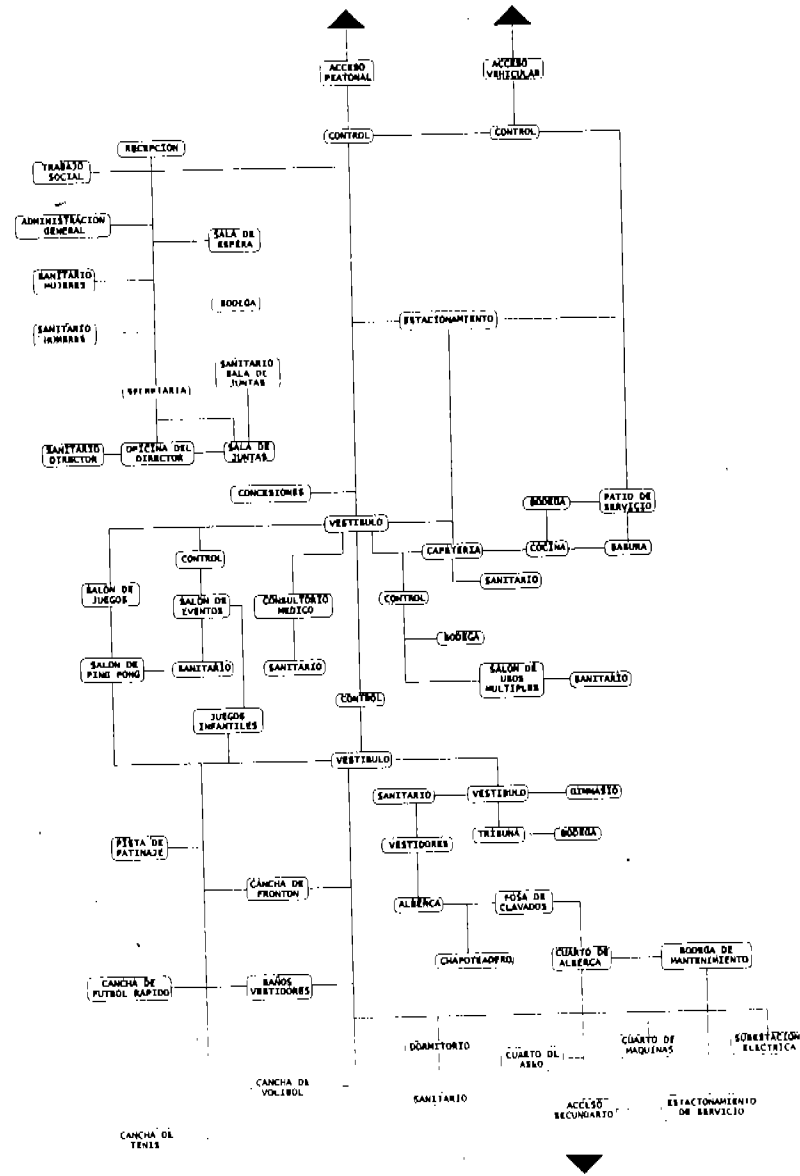 ACCESO
PEATONAL
ACCESO
VEHICULAR
CONTROL
CONTROL
RECEPCIÓN
TRABAJO
SOCIAL
ADMINISTRACION
GENERAL
SALA DE
ESPERA
SANITARIO
MUJERES
BODEGA
SANITARIO
HOMBRES
ESTACIONAMIENTO
SANITARIO
SALA DE
JUNTAS
SECRETARIA
SANITARIO
DIRECTOR
OFICINA DEL
DIRECTOR
SALA DE
JUNTAS
CONCESIONES
BODEGA
PATIO DE
SERVICIO
VESTIBULO
CONTROL
CAFETERIA
COCINA
BASURA
SANITARIO
SALON DE
JUEGOS
SALON DE
EVENTOS
CONSULTORIO
MEDICO
CONTROL
BODEGA
SALON DE
PING PONG
SANITARIO
SANITARIO
SALON DE
USOS
MULTIPLES
SANITARIO
CONTROL
JUEGOS
INFANTILES
VESTIBULO
SANITARIO
VESTIBULO
GIMNASIO
PISTA DE
PATINAJE
VESTIDORES
TRIBUNA
BODEGA
CANCHA DE
FRONTON
ALBERCA
FOSA DE
CLAVADOS
CHAPOTEADERO
CUARTO DE
ALBERCA
BODEGA DE
MANTENIMIENTO
CANCHA DE
FUTBOL RAPIDO
BAÑOS
VESTIDORES
DORMITORIO
CUARTO DE
ASEO
CUARTO DE
MAQUINAS
SUBESTACION
ELECTRICA
CANCHA DE
VOLIBOL
SANITARIO
ACCESO
SECUNDARIO
ESTACIONAMIENTO
DE SERVICIO
CANCHA DE
TENIS